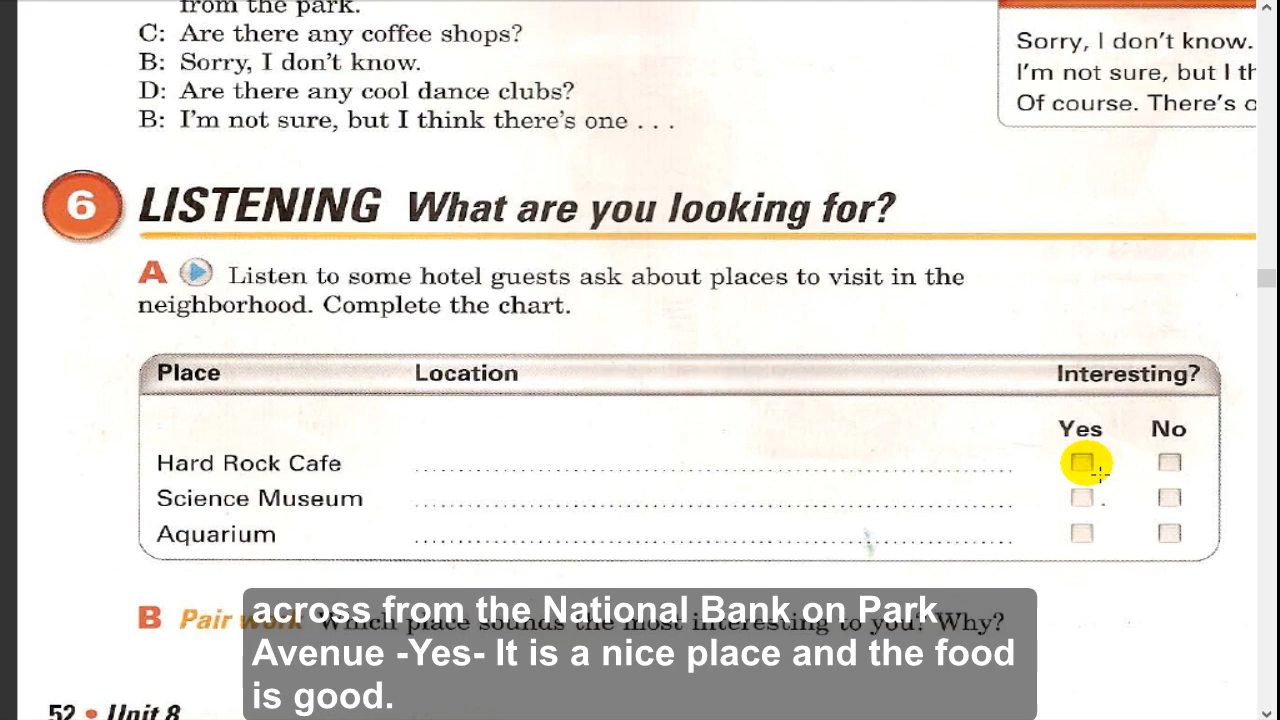 from the park.
C: Are there any coffee shops?
B: Sorry, I don't know.
D: Are there any cool dance clubs?
B: I'm not sure, but I think there's one . . .
Sorry, I don't know.
I'm not sure, but I th
Of course. There's o
6 LISTENING What are you looking for?
A Listen to some hotel guests ask about places to visit in the
neighborhood. Complete the chart.
Place Location Interesting?
Yes No
Hard Rock Cafe
Science Museum
Aquarium
B Pair work Which place sounds the most interesting to you? Why?
across from the National Bank on Park
Avenue -Yes- It is a nice place and the food
is good.
52 • Unit 8